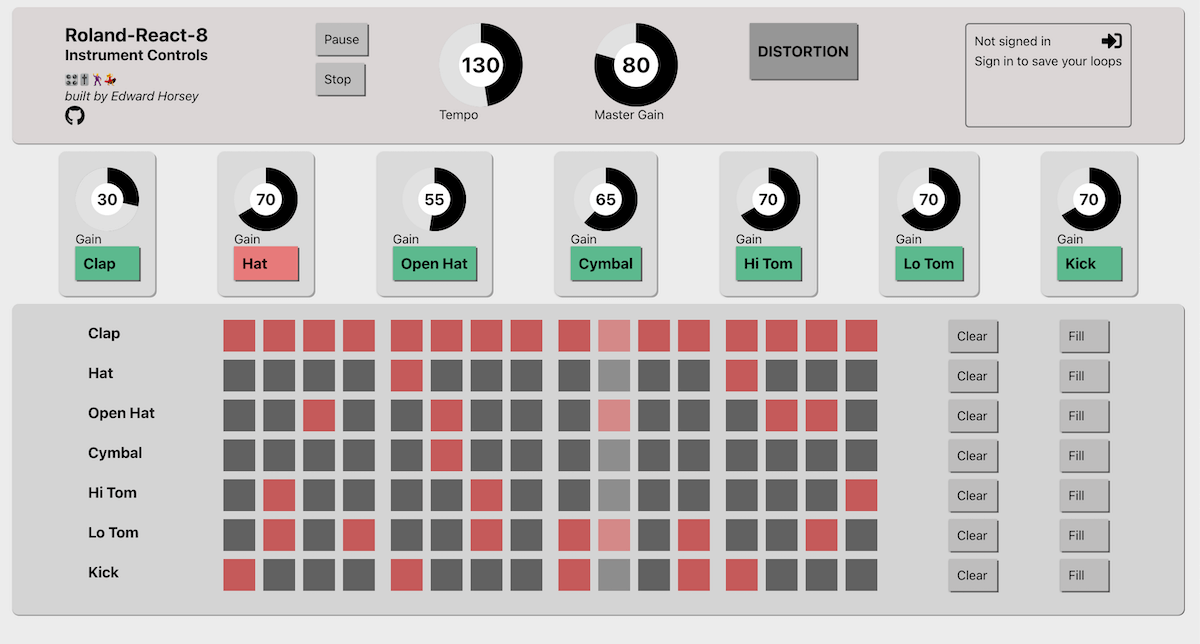 Roland-React-8
Instrument Controls
built by Edward Horsey
Pause
Stop
130
Tempo
80
Master Gain
DISTORTION
Not signed in
Sign in to save your loops
30
Gain
Clap
70
Gain
Hat
55
Gain
Open Hat
65
Gain
Cymbal
70
Gain
Hi Tom
70
Gain
Lo Tom
70
Gain
Kick
Clap Clear Fill
Hat Clear Fill
Open Hat Clear Fill
Cymbal Clear Fill
Hi Tom Clear Fill
Lo Tom Clear Fill
Kick Clear Fill